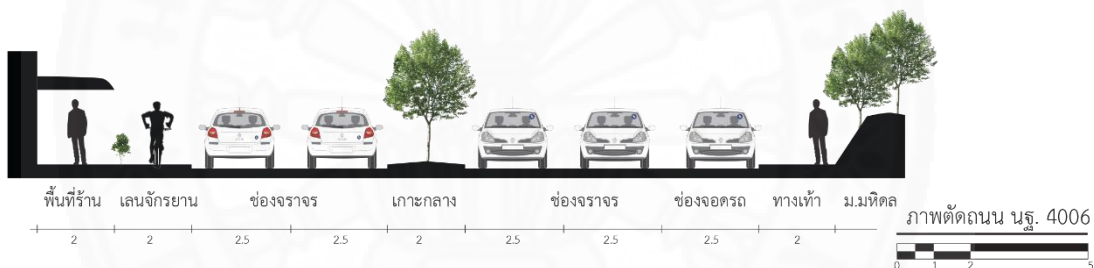 พื้นที่ร้าน เลนจักรยาน ช่องจราจร เกาะกลาง ช่องจราจร ช่องจอดรถ ทางเท้า ม.มหิดล
2 2 2.5 2.5 2 2.5 2.5 2.5 2
ภาพตัดถนน นฐ. 4006
0 1 2 5